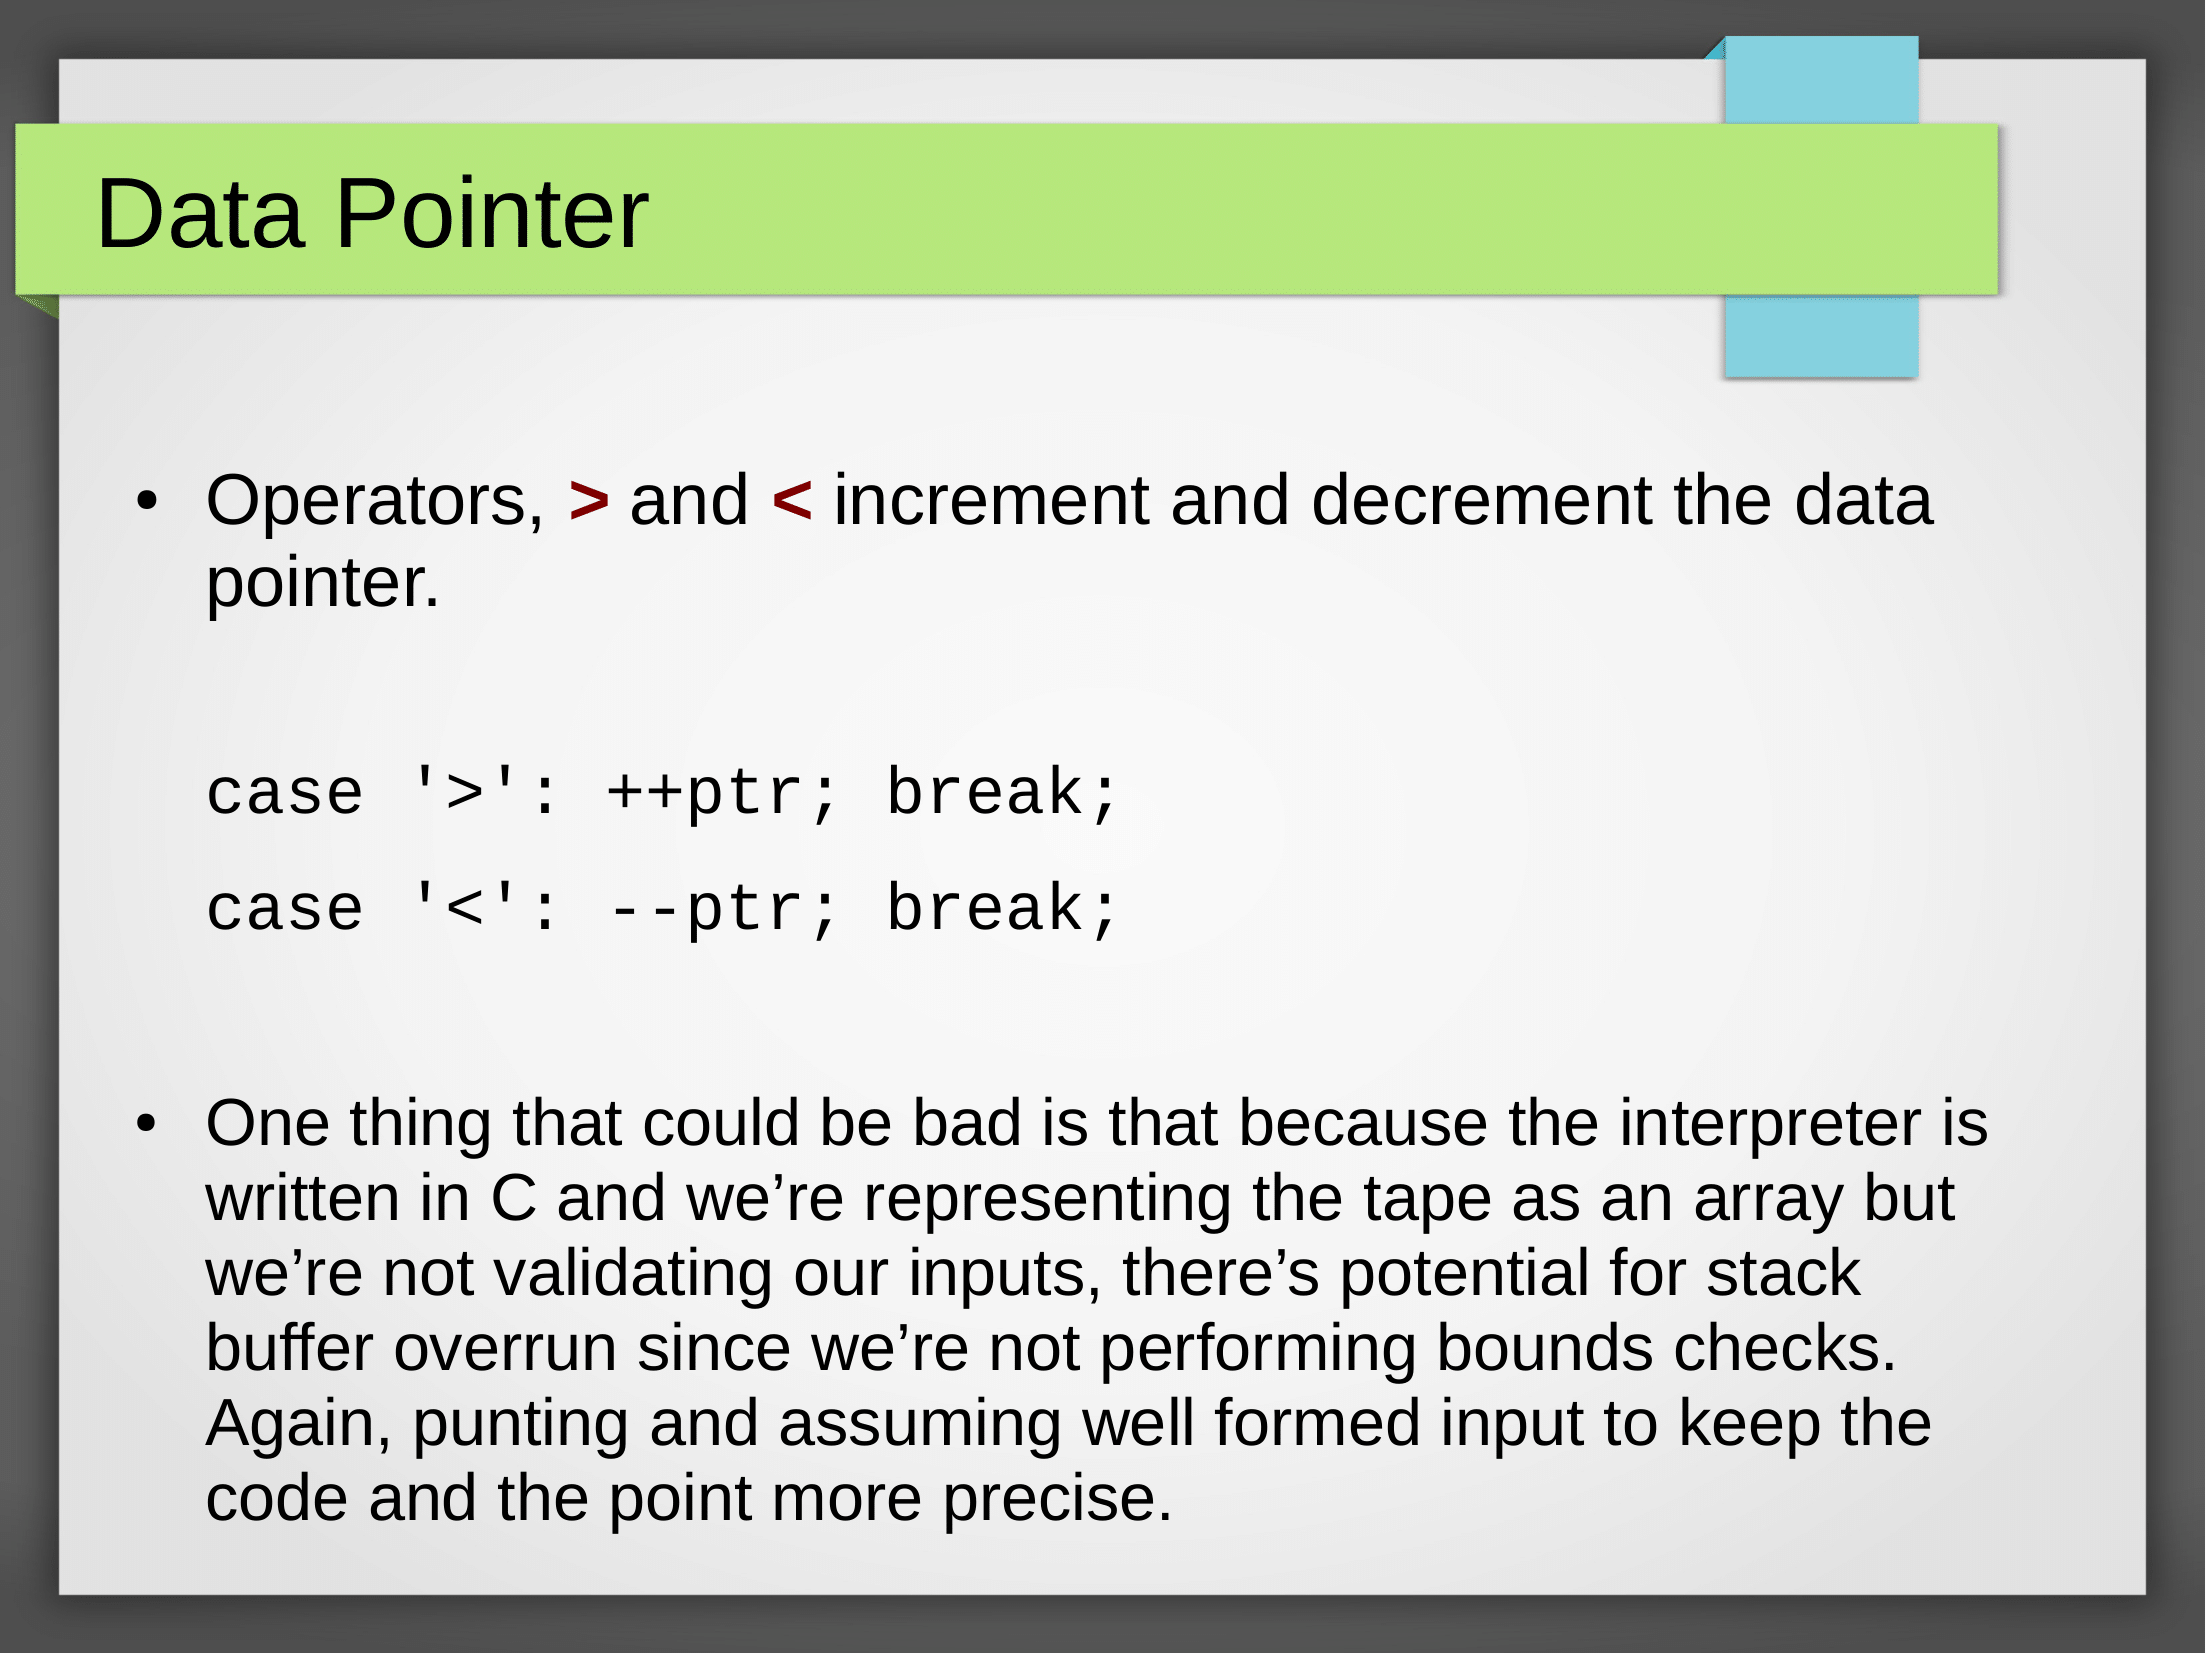 Data Pointer
• Operators, > and < increment and decrement the data
pointer.
case '>': ++ptr; break;
case '<': --ptr; break;
• One thing that could be bad is that because the interpreter is
written in C and we’re representing the tape as an array but
we’re not validating our inputs, there’s potential for stack
buffer overrun since we’re not performing bounds checks.
Again, punting and assuming well formed input to keep the
code and the point more precise.